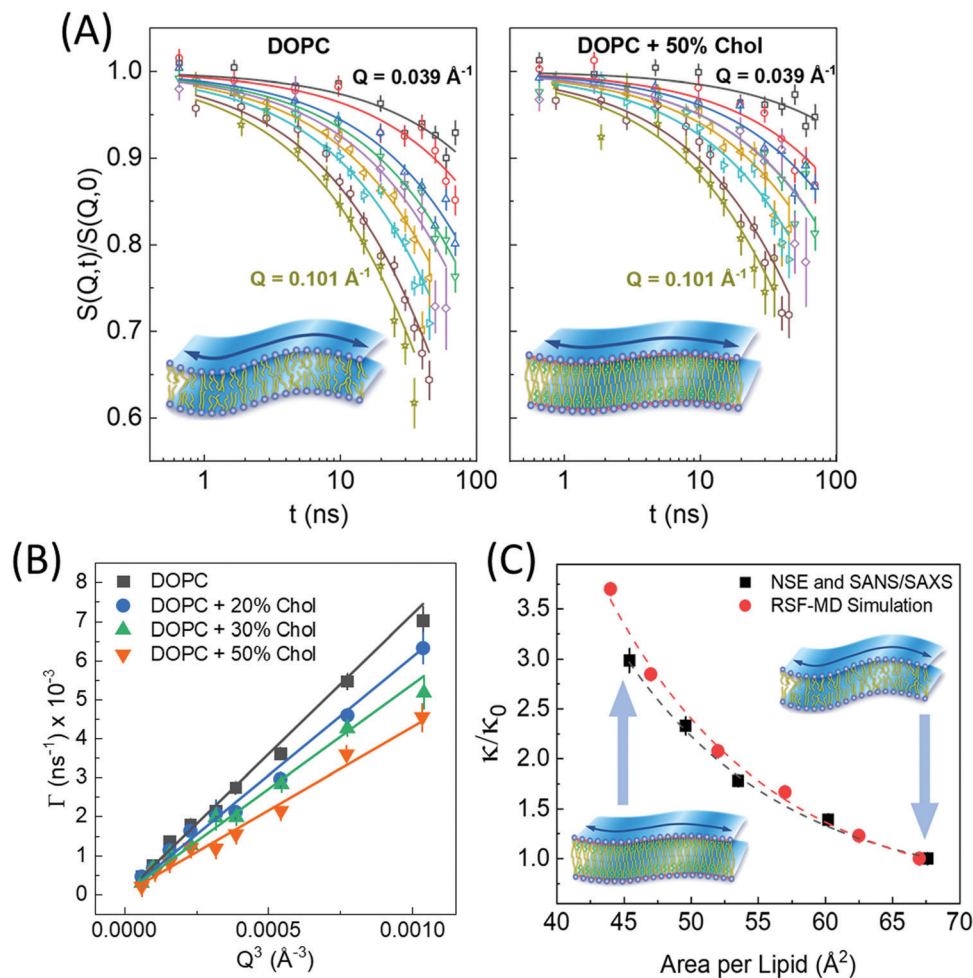 (A)
DOPC
Q = 0.039 Å⁻¹
Q = 0.101 Å⁻¹
S(Q,t)/S(Q,0)
1.0
0.9
0.8
0.7
0.6
1 10 100
t (ns)
DOPC + 50% Chol
Q = 0.039 Å⁻¹
Q = 0.101 Å⁻¹
1 10 100
t (ns)
(B)
DOPC
DOPC + 20% Chol
DOPC + 30% Chol
DOPC + 50% Chol
Γ (ns⁻¹) x 10⁻³
8
7
6
5
4
3
2
1
0
0.0000 0.0005 0.0010
Q³ (Å⁻³)
(C)
NSE and SANS/SAXS
RSF-MD Simulation
κ/κ₀
3.5
3.0
2.5
2.0
1.5
1.0
40 45 50 55 60 65 70
Area per Lipid (Å²)